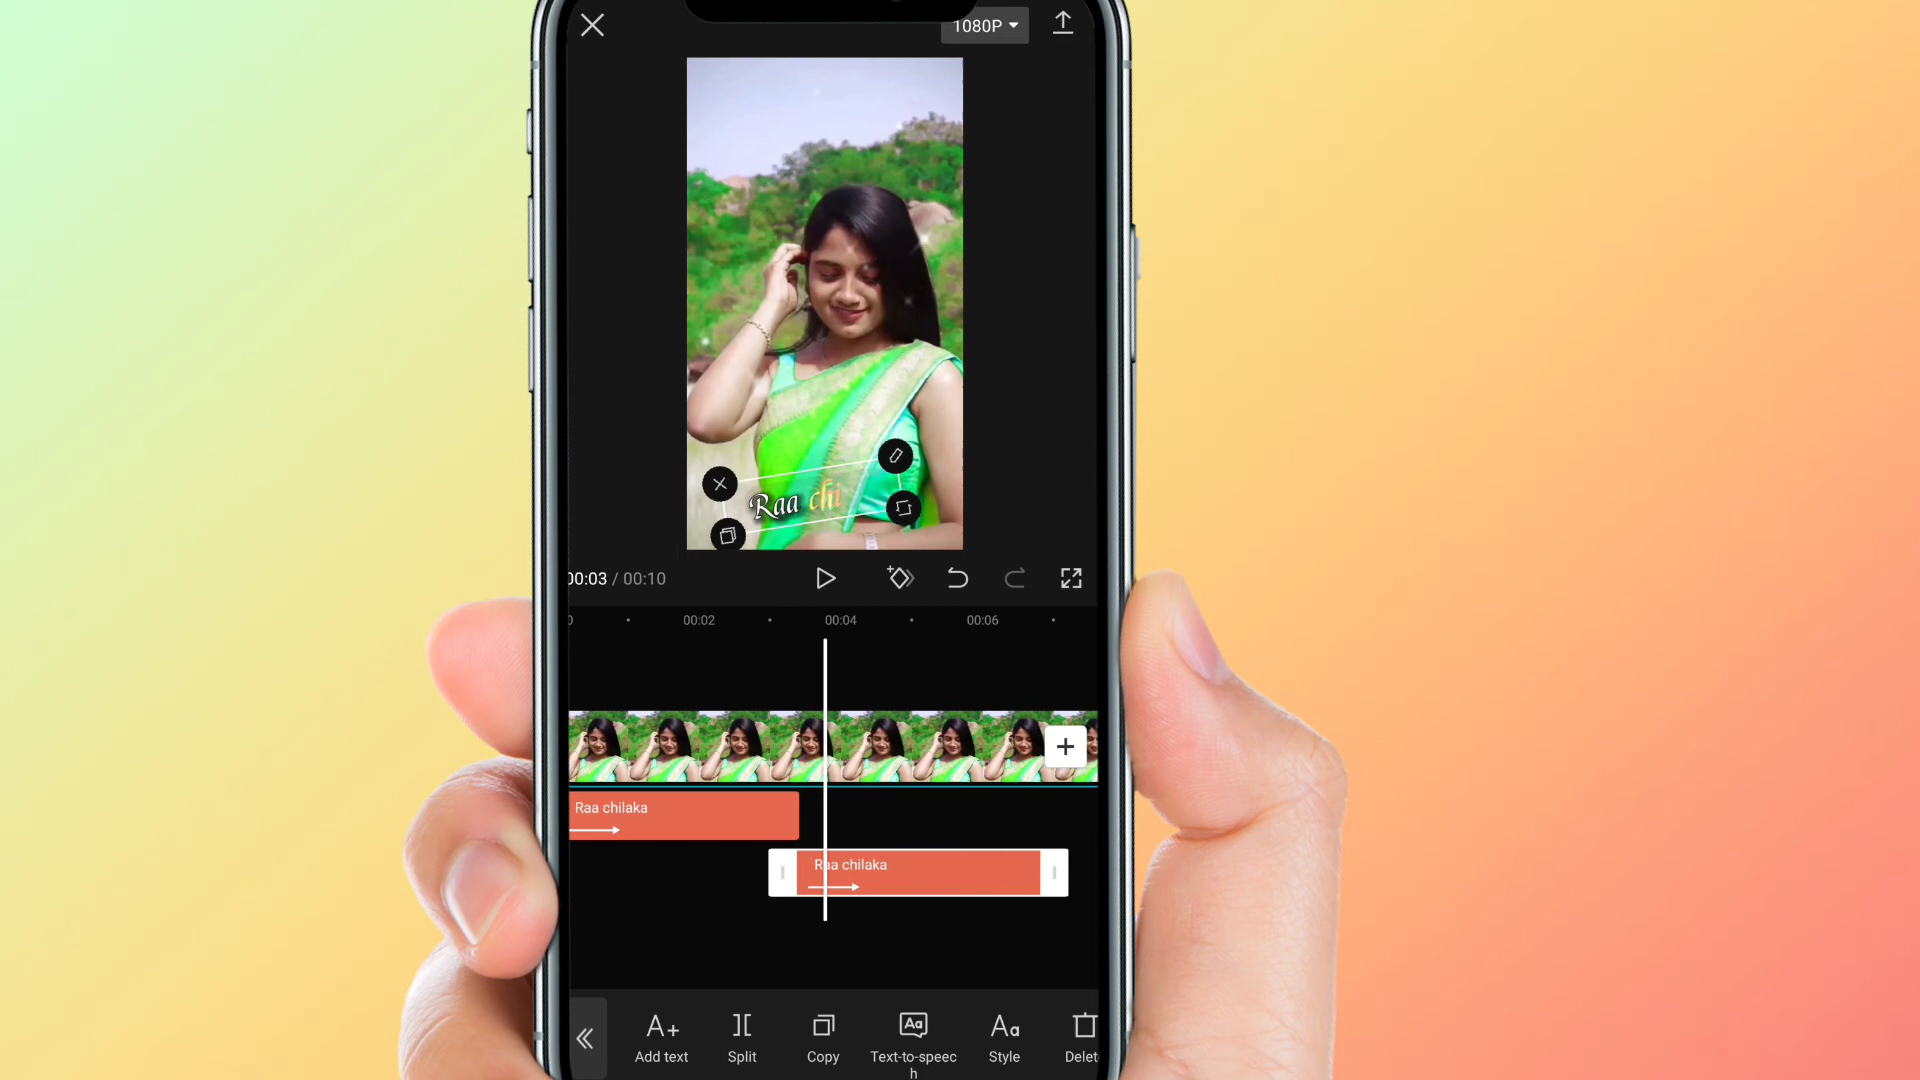 1080P
Raa chi
00:03 / 00:10
00:02
00:04
00:06
Raa chilaka
Raa chilaka
Add text
Split
Copy
Text-to-speec
h
Style
Delet